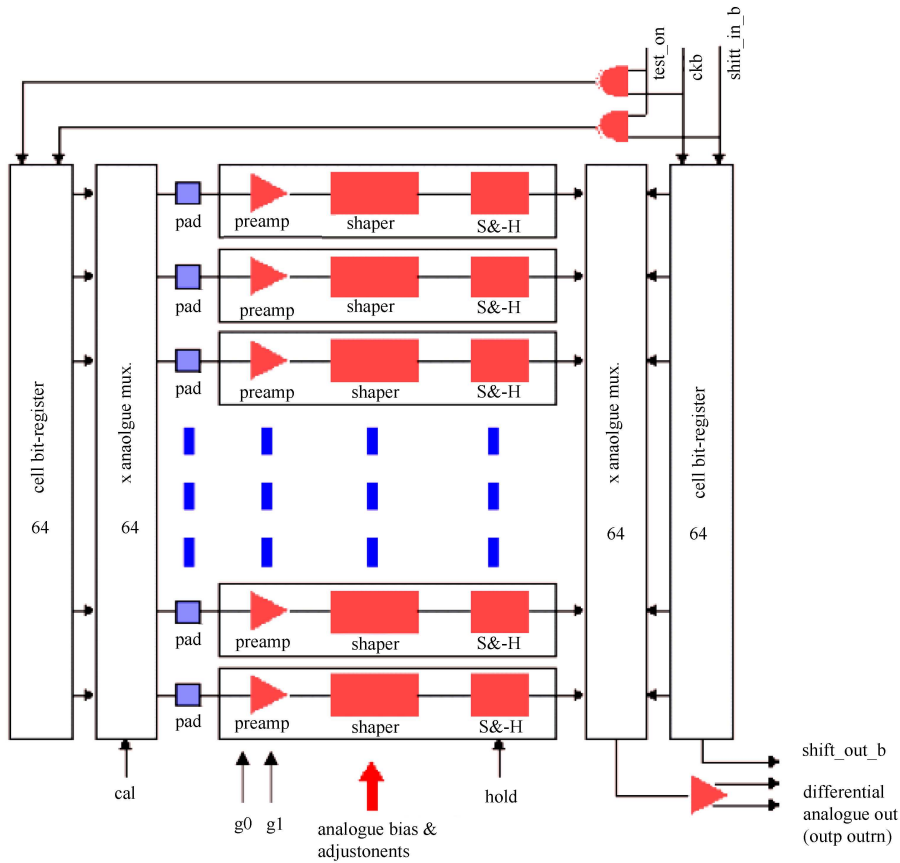 test_on
ckb
shitt_in_b
pad
preamp
shaper
S&-H
pad
preamp
shaper
S&-H
pad
preamp
shaper
S&-H
cell bit-register
64
x anaolgue mux.
64
x anaolgue mux.
64
cell bit-register
64
pad
preamp
shaper
S&-H
pad
preamp
shaper
S&-H
cal
g0
g1
analogue bias &
adjustonents
hold
shift_out_b
differential
analogue out
(outp outrn)